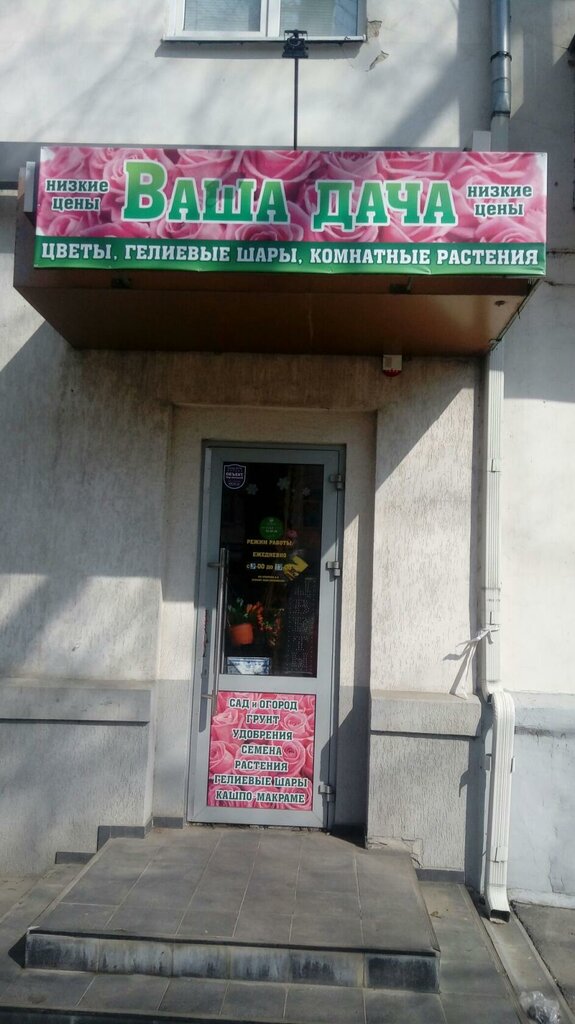 НИЗКИЕ ЦЕНЫ
ВАША ДАЧА
НИЗКИЕ ЦЕНЫ
ЦВЕТЫ, ГЕЛИЕВЫЕ ШАРЫ, КОМНАТНЫЕ РАСТЕНИЯ
ОБЪЕКТ
РЕЖИМ РАБОТЫ:
ЕЖЕДНЕВНО
САД и ОГОРОД
ГРУНТ
УДОБРЕНИЯ
СЕМЕНА
РАСТЕНИЯ
ГЕЛИЕВЫЕ ШАРЫ
КАШПО-МАКРАМЕ